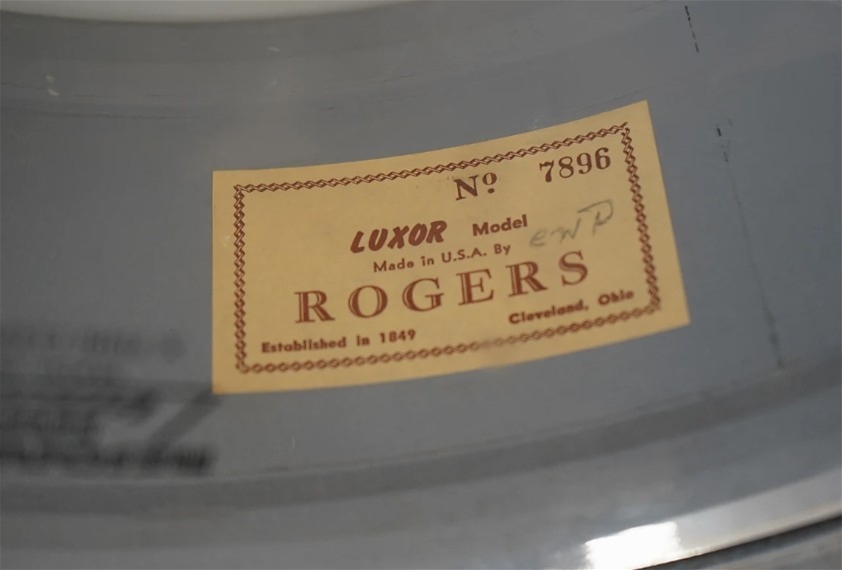 Nº 7896
LUXOR Model
Made in U.S.A. By
ROGERS
Established in 1849 Cleveland, Ohio